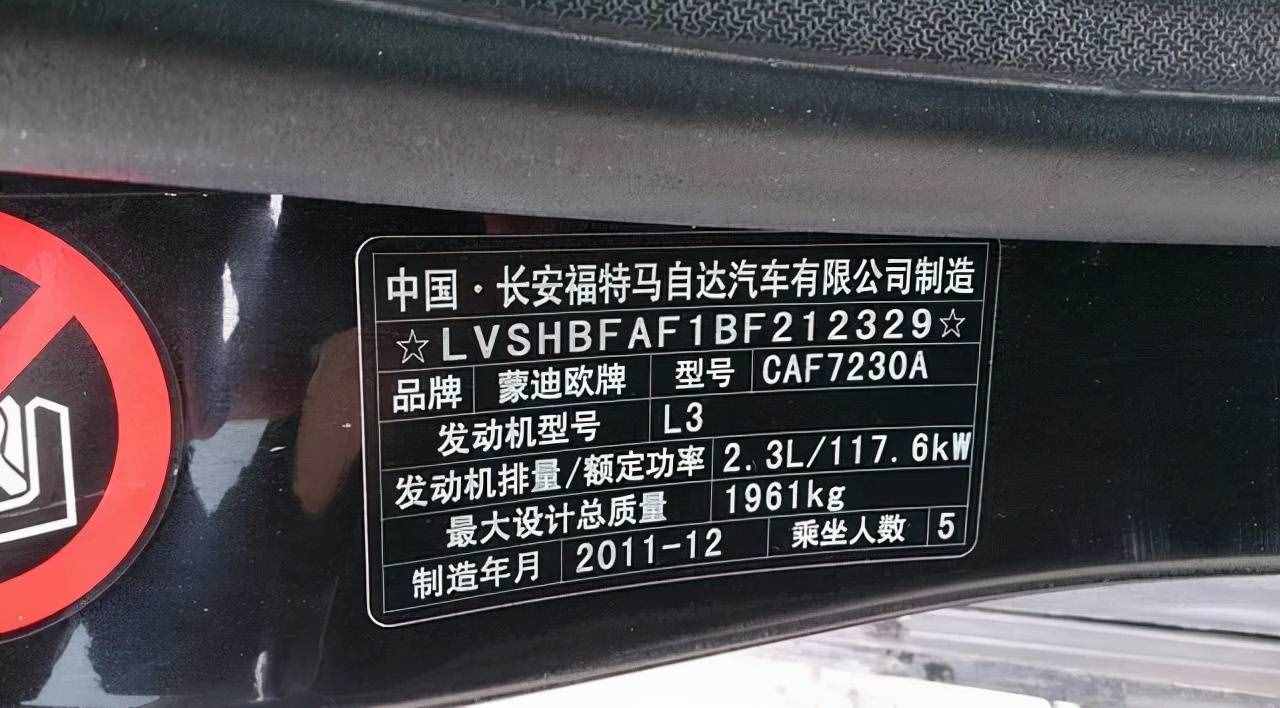 中国·长安福特马自达汽车有限公司制造
☆LVSHBFAF1BF212329☆
品牌 蒙迪欧牌 型号 CAF7230A
发动机型号 L3
发动机排量/额定功率 2.3L/117.6kW
最大设计总质量 1961kg
制造年月 2011-12 乘坐人数 5